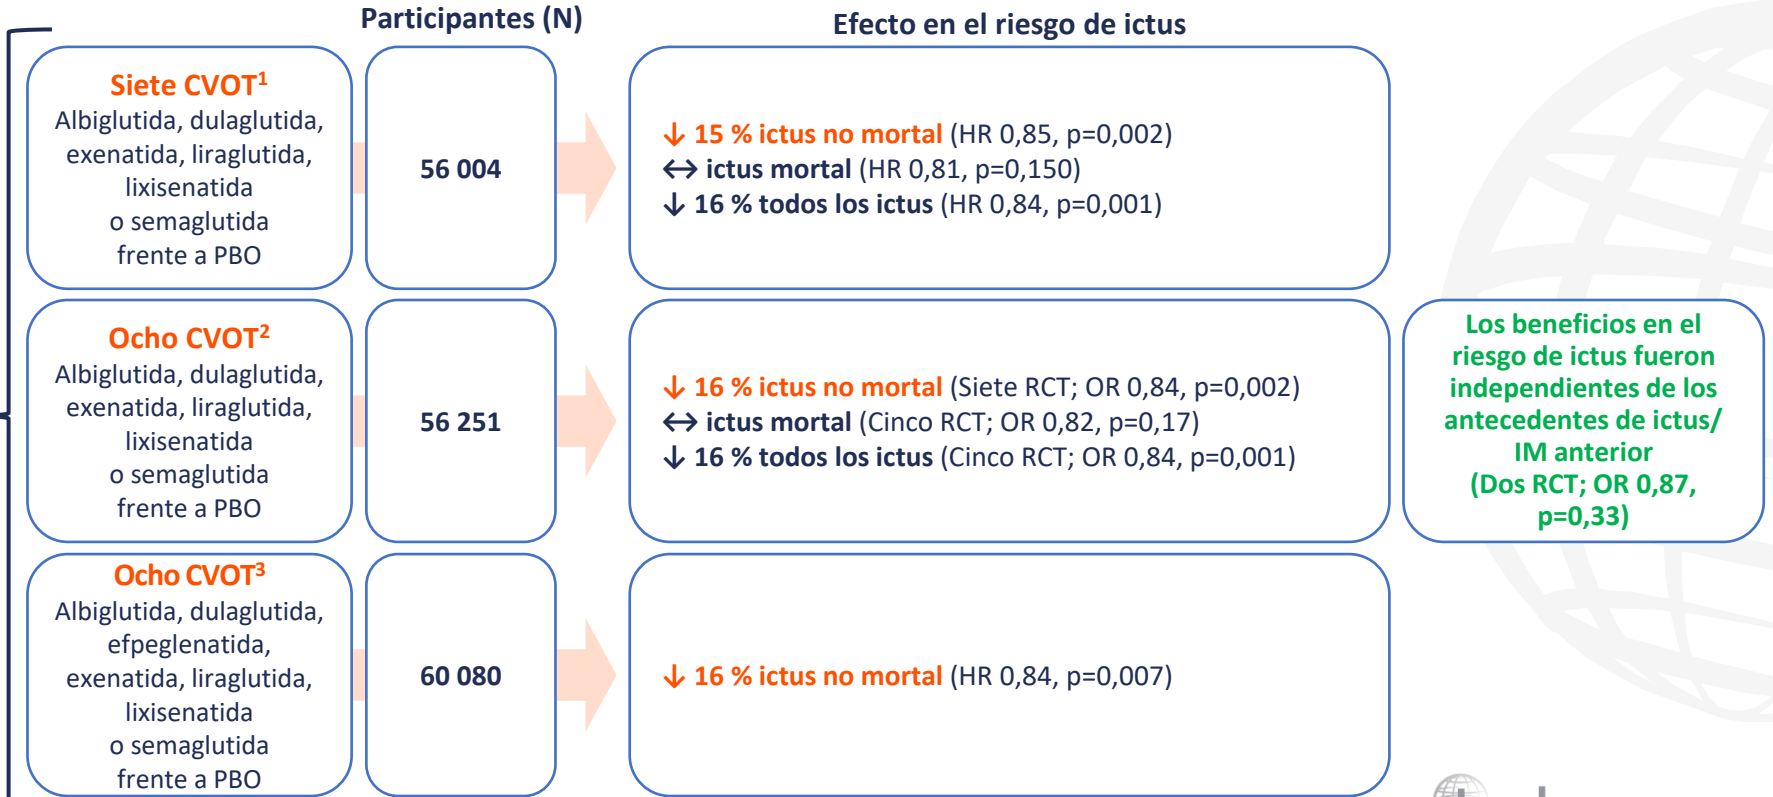 Participantes (N)
Efecto en el riesgo de ictus
Siete CVOT¹
Albiglutida, dulaglutida,
exenatida, liraglutida,
lixisenatida
o semaglutida
frente a PBO
56 004
↓ 15 % ictus no mortal (HR 0,85, p=0,002)
↔ ictus mortal (HR 0,81, p=0,150)
↓ 16 % todos los ictus (HR 0,84, p=0,001)
Ocho CVOT²
Albiglutida, dulaglutida,
exenatida, liraglutida,
lixisenatida
o semaglutida
frente a PBO
56 251
↓ 16 % ictus no mortal (Siete RCT; OR 0,84, p=0,002)
↔ ictus mortal (Cinco RCT; OR 0,82, p=0,17)
↓ 16 % todos los ictus (Cinco RCT; OR 0,84, p=0,001)
Los beneficios en el
riesgo de ictus fueron
independientes de los
antecedentes de ictus/
IM anterior
(Dos RCT; OR 0,87,
p=0,33)
Ocho CVOT³
Albiglutida, dulaglutida,
efpeglenatida,
exenatida, liraglutida,
lixisenatida
o semaglutida
frente a PBO
60 080
↓ 16 % ictus no mortal (HR 0,84, p=0,007)